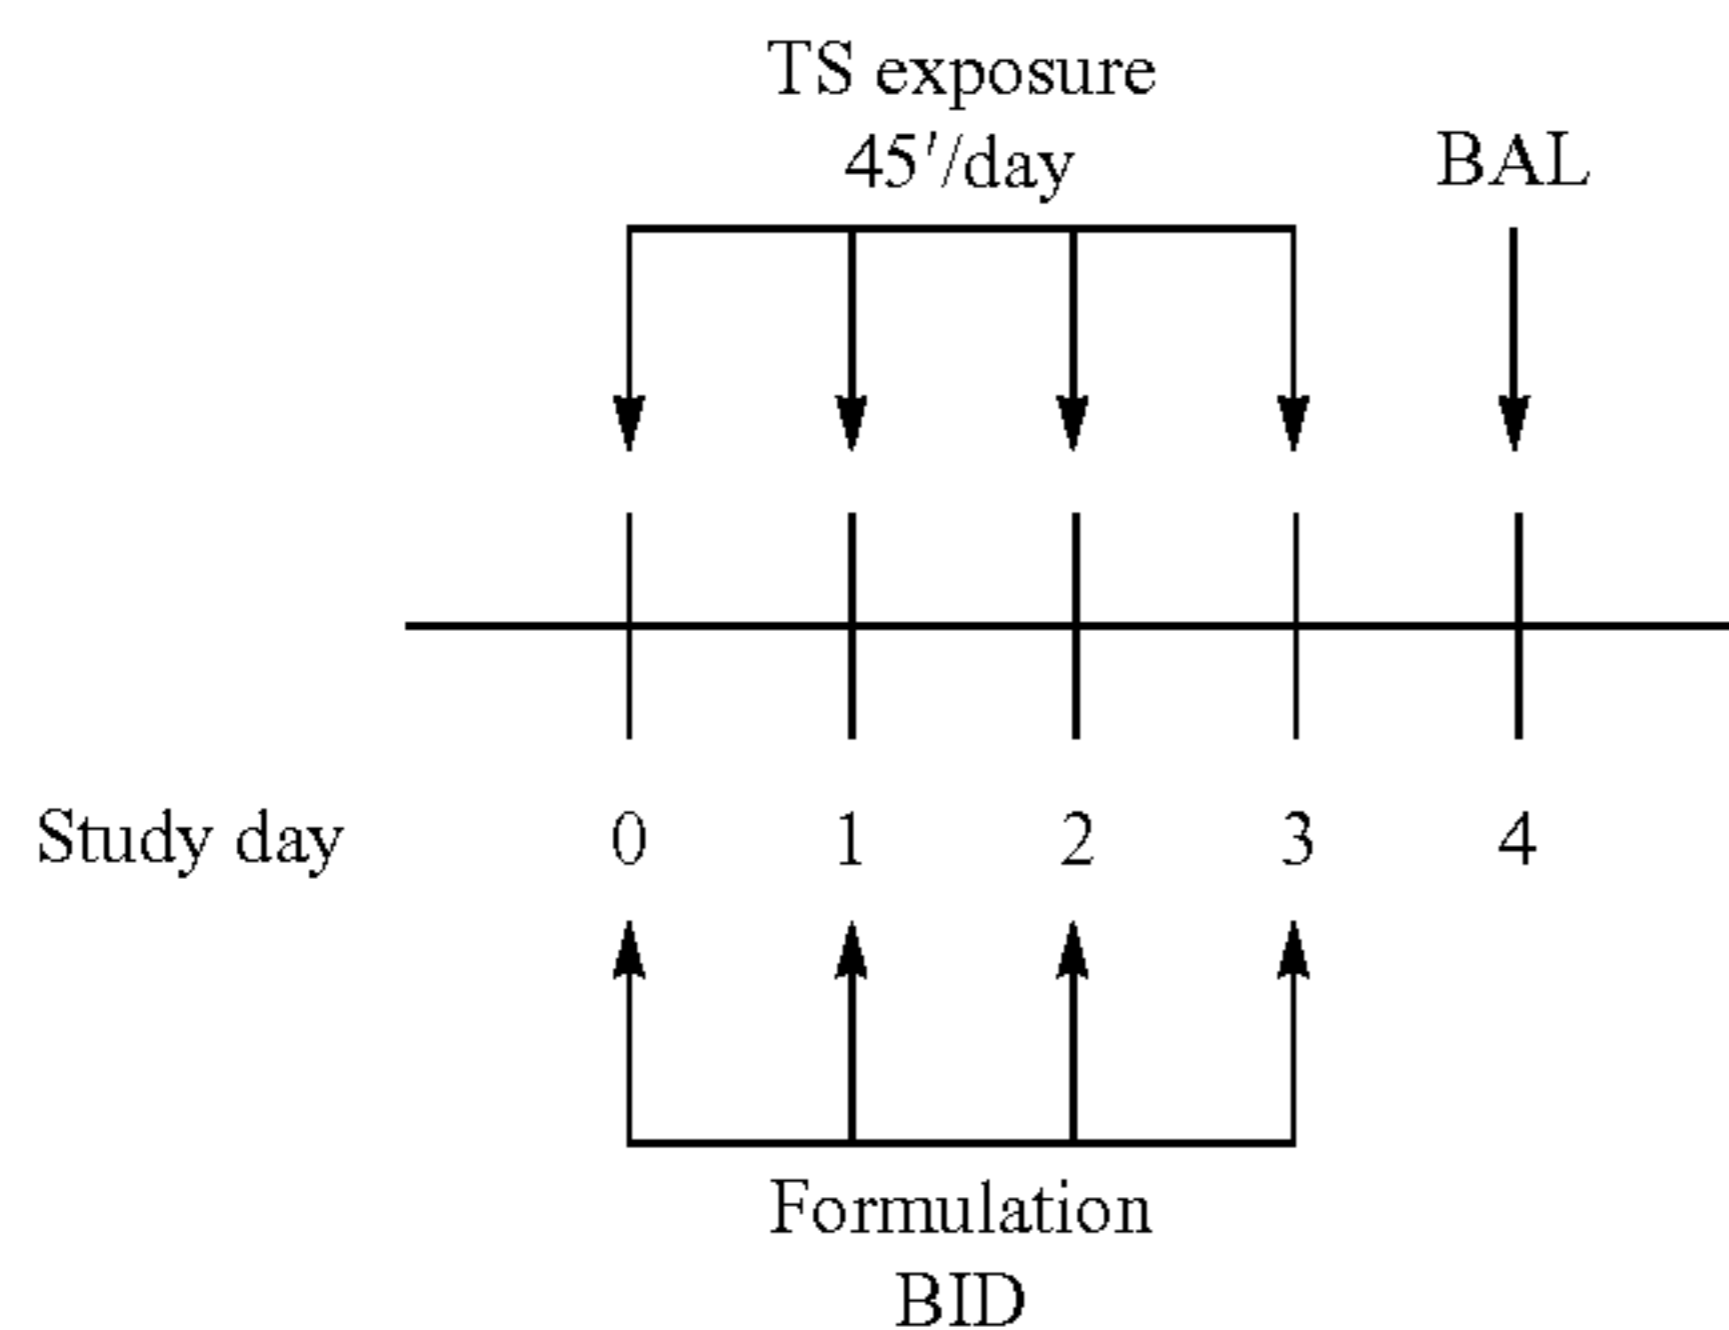 TS exposure
45'/day
BAL
Study day 0 1 2 3 4
Formulation
BID